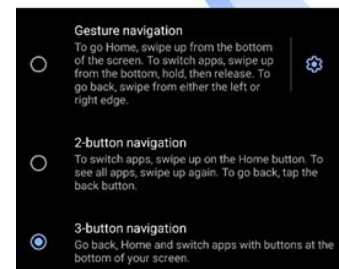 Gesture navigation
To go Home, swipe up from the bottom
of the screen. To switch apps, swipe up
from the bottom, hold, then release. To
go back, swipe from either the left or
right edge.
2-button navigation
To switch apps, swipe up on the Home button. To
see all apps, swipe up again. To go back, tap the
back button.
3-button navigation
Go back, Home and switch apps with buttons at the
bottom of your screen.